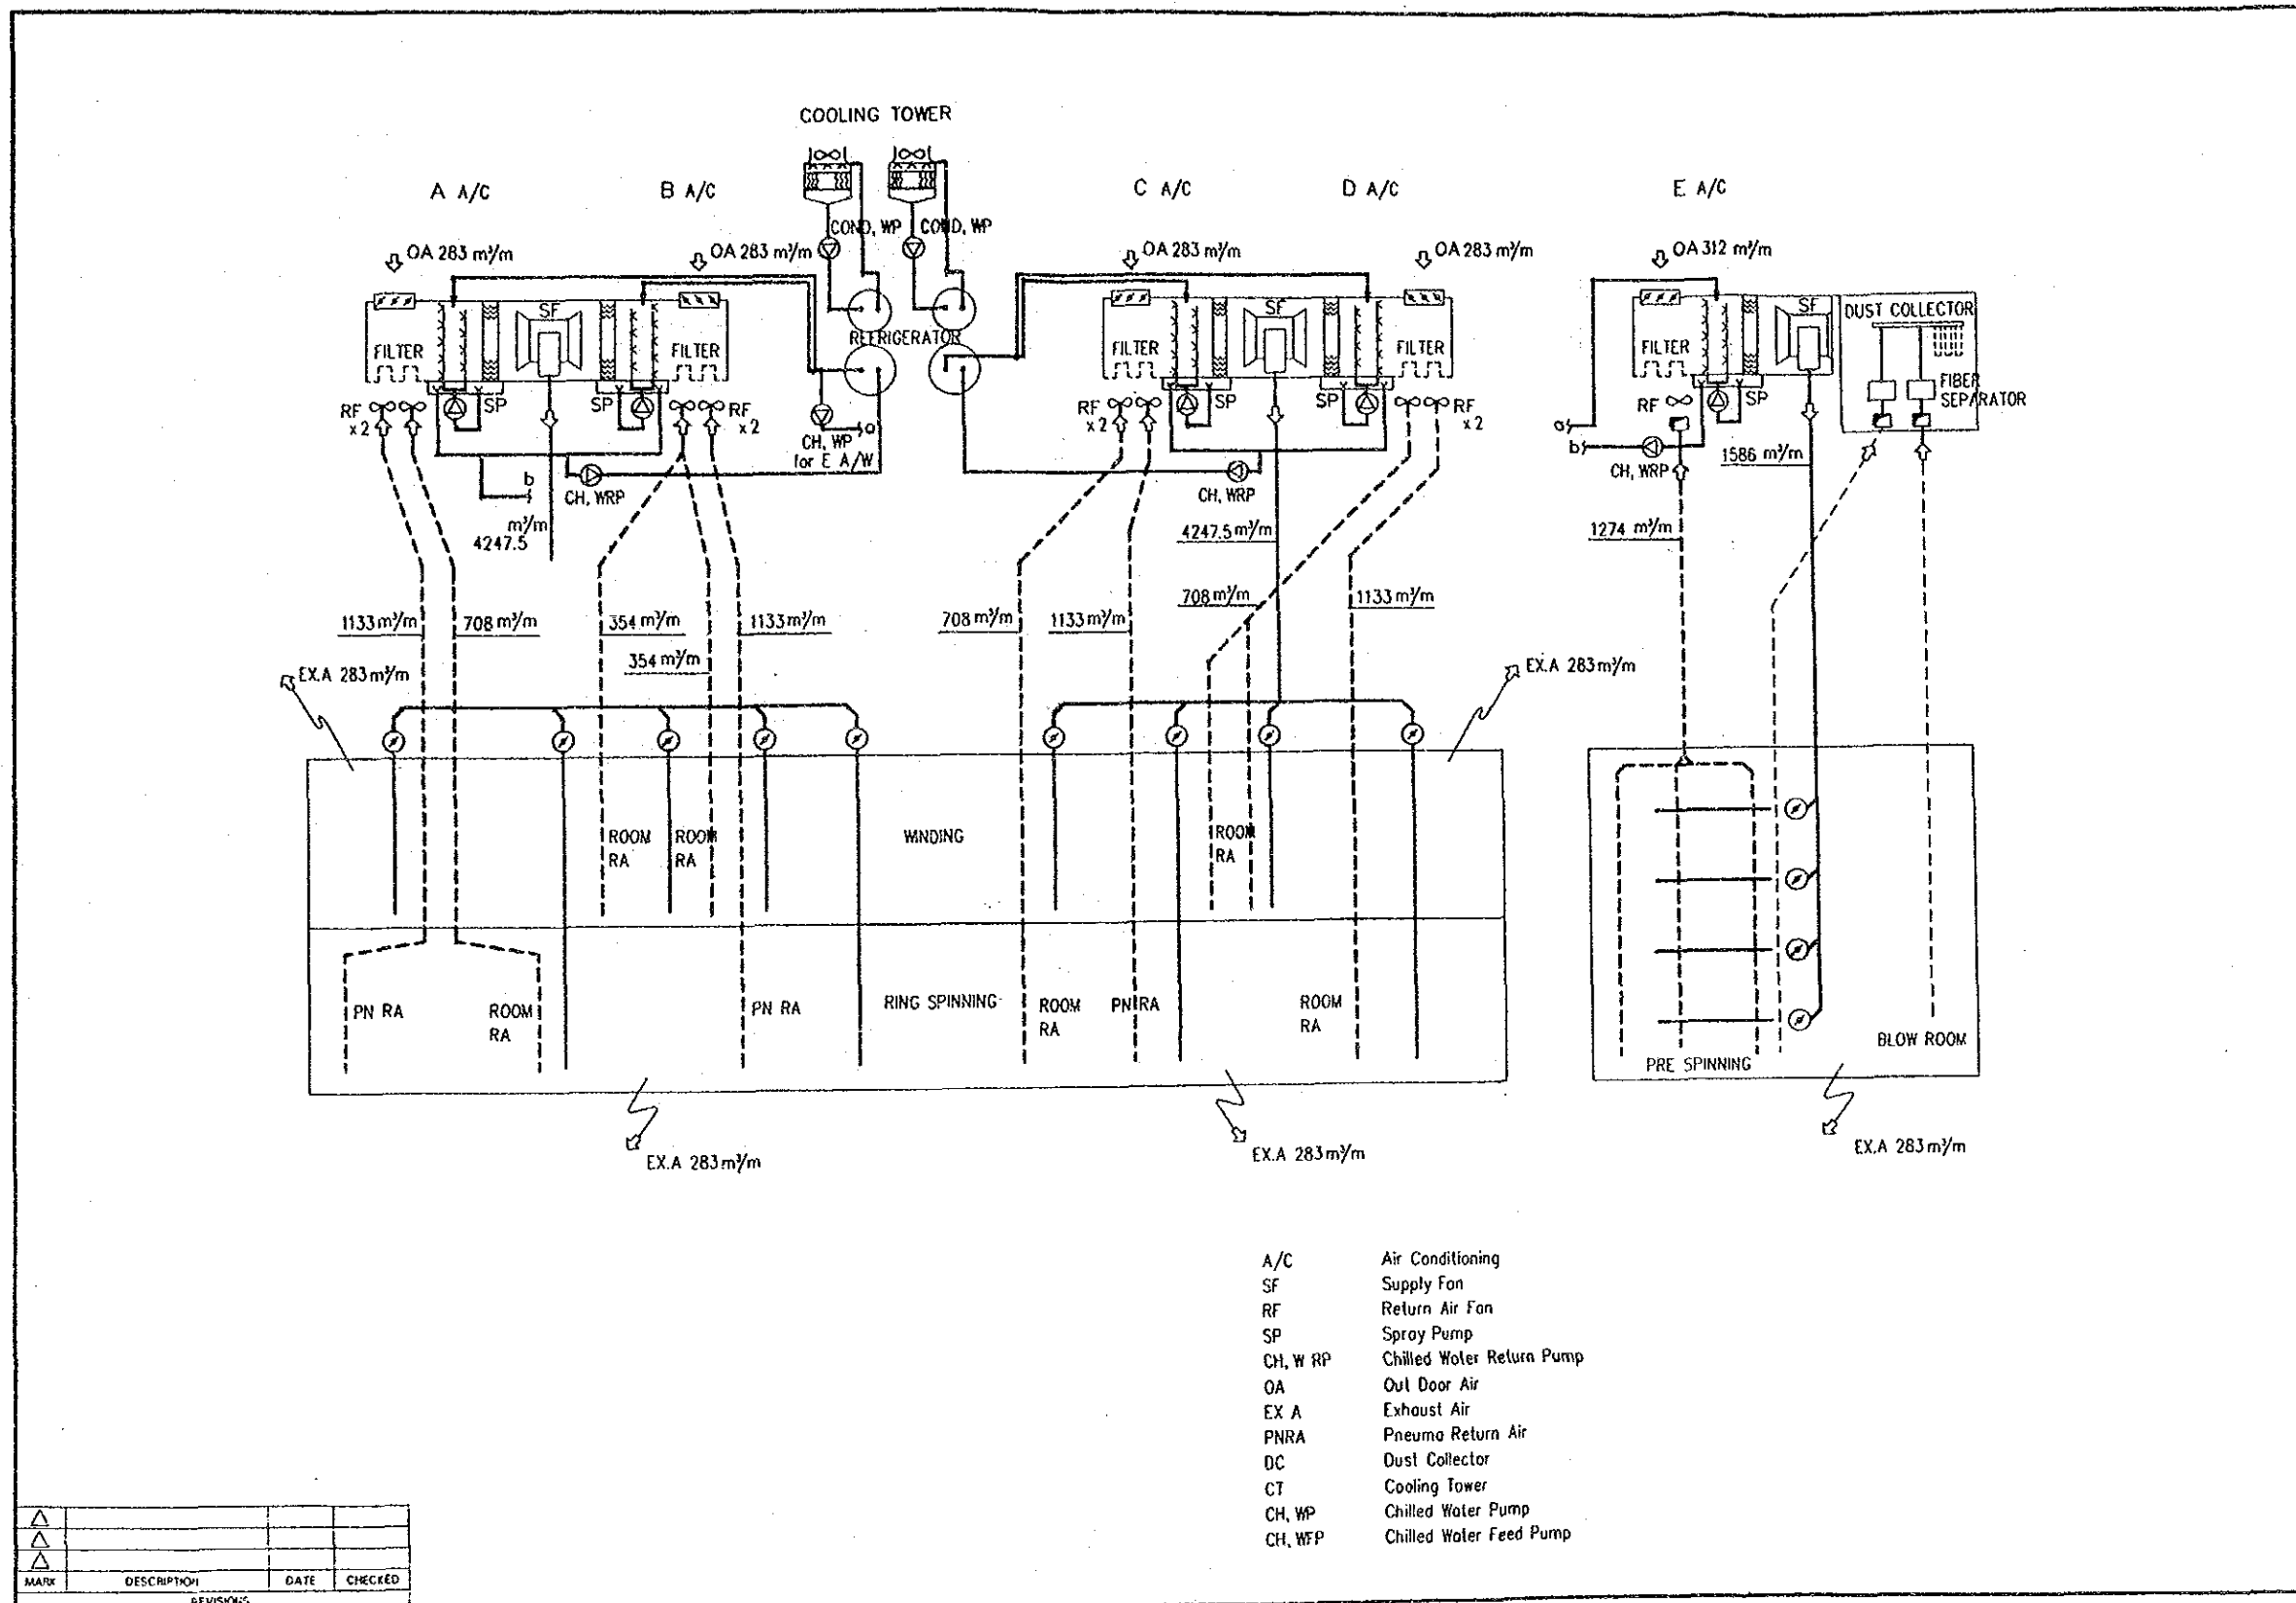 COOLING TOWER
A A/C
B A/C
C A/C
D A/C
E A/C
COND, WP
COND, WP
OA 283 m³/m
OA 283 m³/m
OA 283 m³/m
OA 283 m³/m
OA 312 m³/m
SF
SF
SF
DUST COLLECTOR
REFRIGERATOR
FILTER
FILTER
FILTER
FILTER
FILTER
FIBER
SEPARATOR
RF
x2
SP
SP
RF
x2
RF
x2
SP
SP
RF
x2
RF
SP
a
a
b
b
CH, WP
for E A/W
CH, WRP
CH, WRP
CH, WRP
1586 m³/m
m³/m
4247.5
4247.5 m³/m
1274 m³/m
1133 m³/m
708 m³/m
354 m³/m
1133 m³/m
708 m³/m
1133 m³/m
708 m³/m
1133 m³/m
354 m³/m
EX.A 283 m³/m
EX.A 283 m³/m
ROOM
RA
ROOM
RA
WINDING
ROOM
RA
PN RA
ROOM
RA
PN RA
RING SPINNING
ROOM
RA
PN RA
ROOM
RA
BLOW ROOM
PRE SPINNING
EX.A 283 m³/m
EX.A 283 m³/m
EX.A 283 m³/m
A/C Air Conditioning
SF Supply Fan
RF Return Air Fan
SP Spray Pump
CH, W RP Chilled Water Return Pump
OA Out Door Air
EX A Exhaust Air
PNRA Pneuma Return Air
DC Dust Collector
CT Cooling Tower
CH, WP Chilled Water Pump
CH, WFP Chilled Water Feed Pump
MARK DESCRIPTION DATE CHECKED
REVISIONS